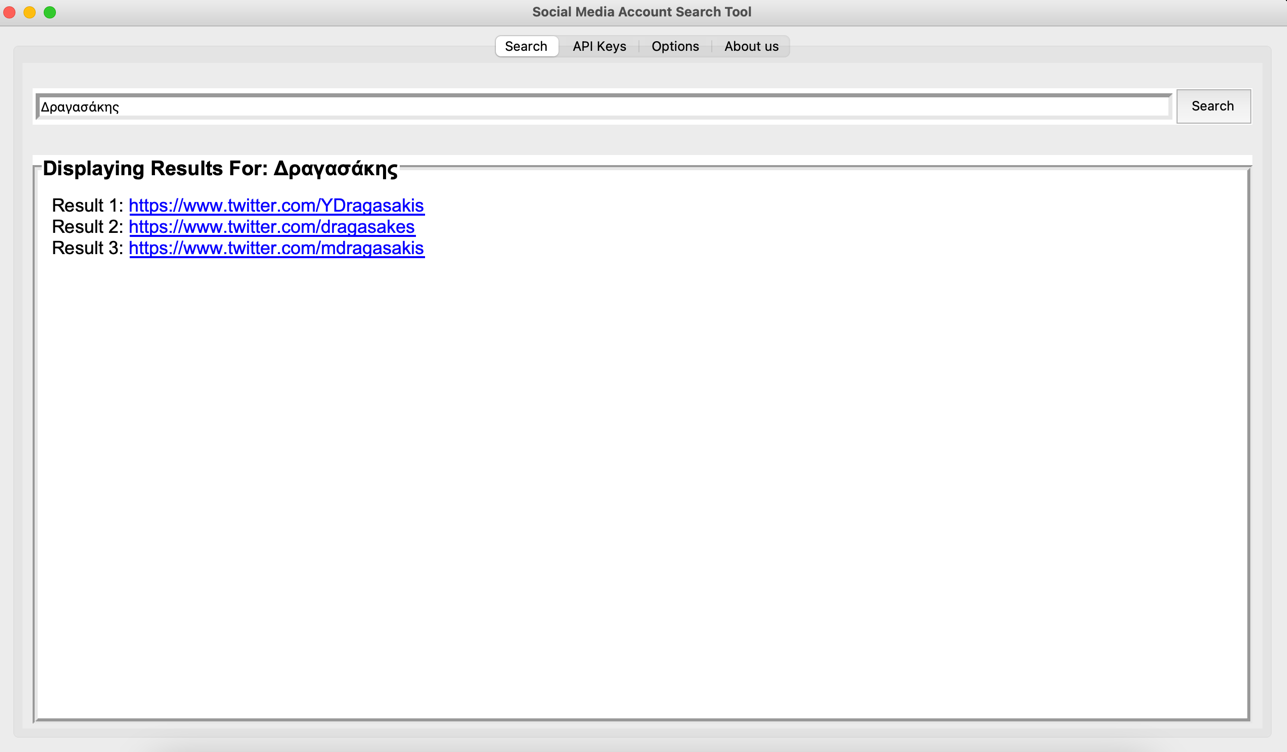 Social Media Account Search Tool
Search API Keys Options About us
Δραγασάκης Search
Displaying Results For: Δραγασάκης
Result 1: https://www.twitter.com/YDragasakis
Result 2: https://www.twitter.com/dragasakes
Result 3: https://www.twitter.com/mdragasakis